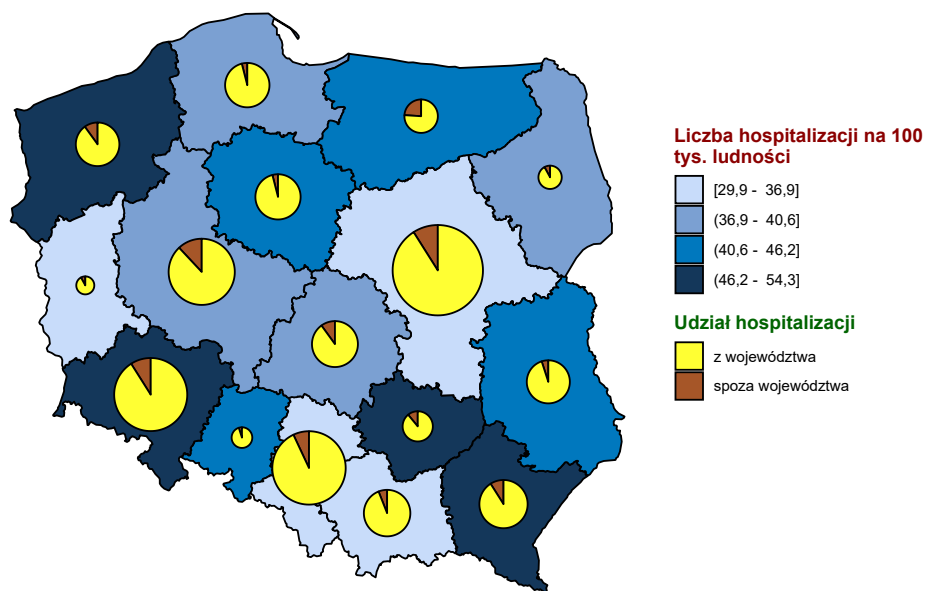 Liczba hospitalizacji na 100
tys. ludności
[29,9 - 36,9]
(36,9 - 40,6]
(40,6 - 46,2]
(46,2 - 54,3]
Udział hospitalizacji
z województwa
spoza województwa